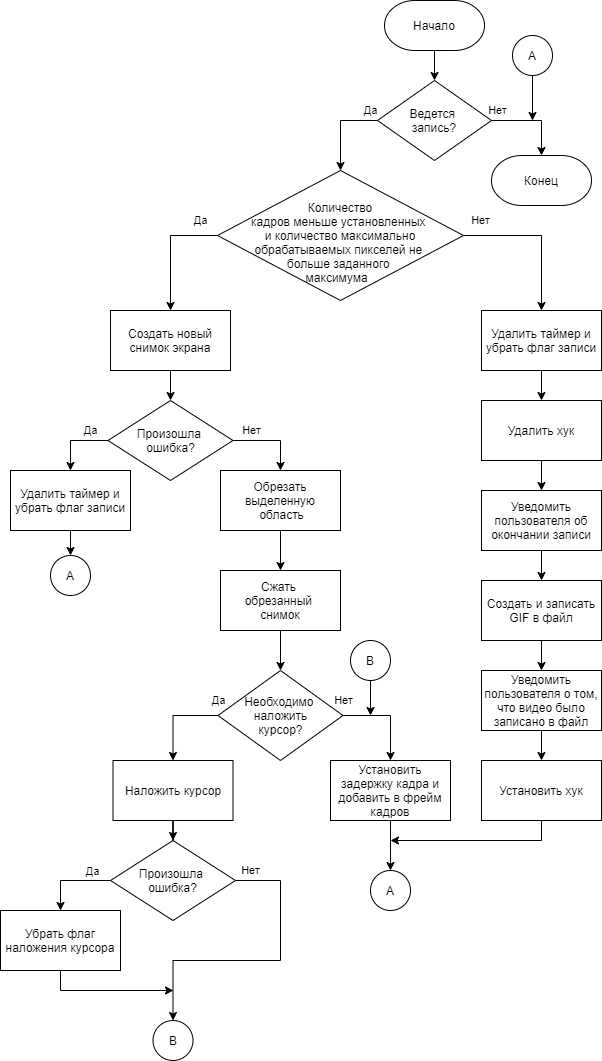 Начало
A
Да
Ведется
запись?
Нет
Конец
Да
Количество
кадров меньше установленных
и количество максимально
обрабатываемых пикселей не
больше заданного
максимума
Нет
Создать новый
снимок экрана
Удалить таймер и
убрать флаг записи
Да
Произошла
ошибка?
Нет
Удалить хук
Удалить таймер и
убрать флаг записи
Обрезать
выделенную
область
Уведомить
пользователя об
окончании записи
A
Сжать
обрезанный
снимок
Создать и записать
GIF в файл
B
Да
Необходимо
наложить
курсор?
Нет
Уведомить
пользователя о том,
что видео было
записано в файл
Наложить курсор
Установить
задержку кадра и
добавить в фрейм
кадров
Установить хук
Да
Произошла
ошибка?
Нет
A
Убрать флаг
наложения курсора
B